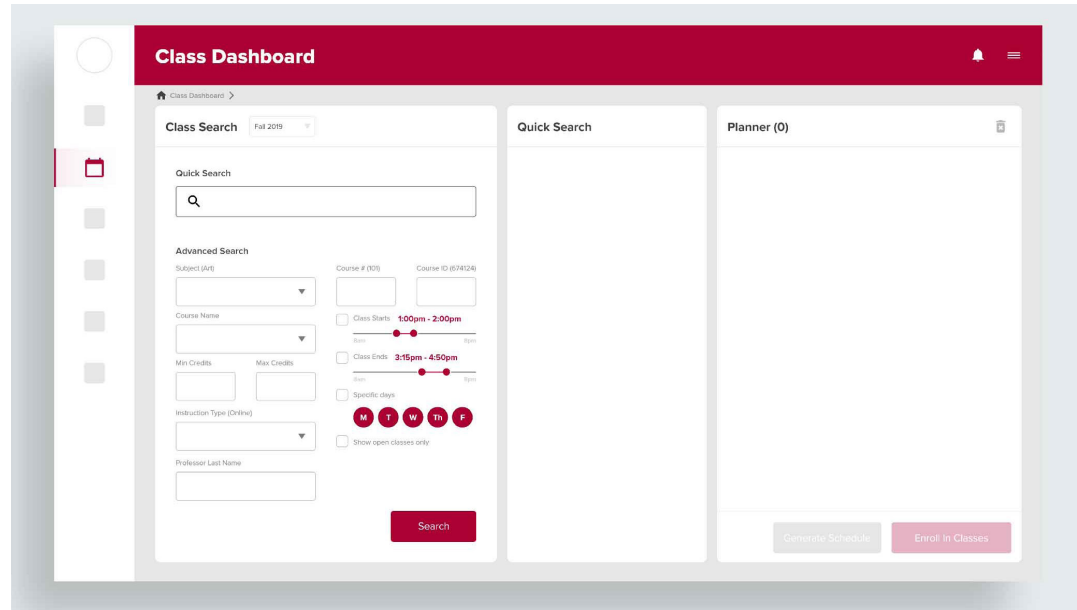 Class Dashboard
Class Dashboard
Class Search
Fall 2019
Quick Search
Advanced Search
Subject (Art)
Course Name
Min Credits
Max Credits
Instruction Type (Online)
Professor Last Name
Course # (101)
Course ID (674124)
Class Starts 1:00pm - 2:00pm
8am
8pm
Class Ends 3:15pm - 4:50pm
8am
8pm
Specific days
M T W Th F
Show open classes only
Search
Quick Search
Planner (0)
Generate Schedule
Enroll In Classes